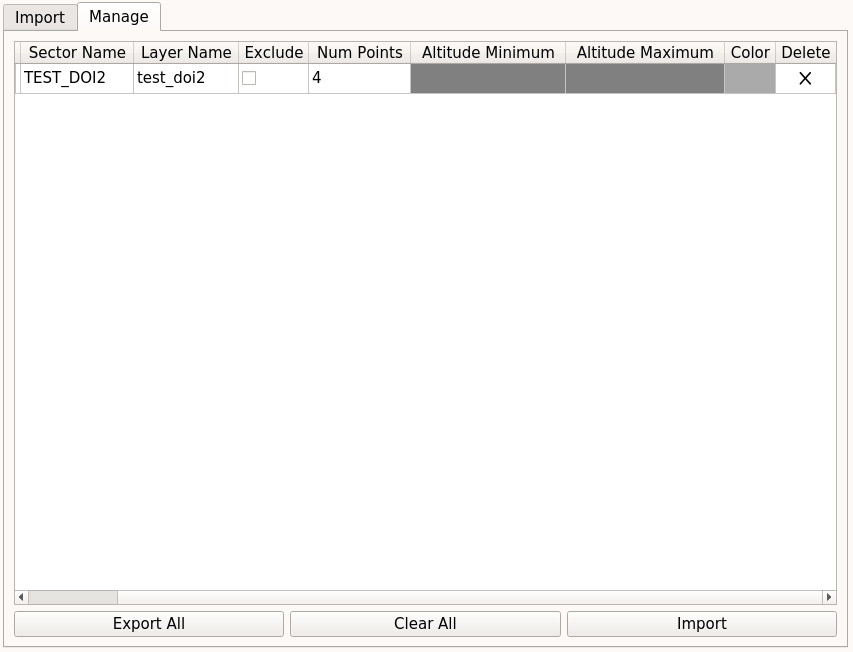 Import Manage
Sector Name Layer Name Exclude Num Points Altitude Minimum Altitude Maximum Color Delete
TEST_DOI2 test_doi2 4
Export All Clear All Import